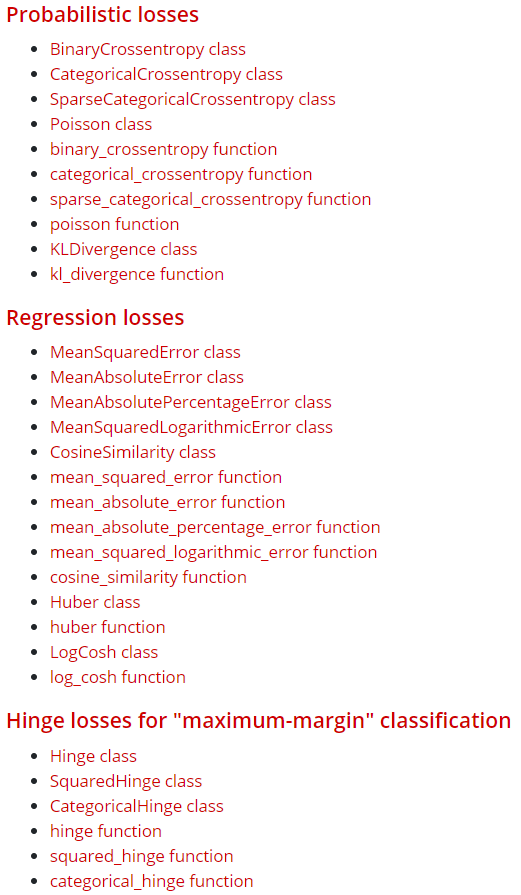 Probabilistic losses
BinaryCrossentropy class
CategoricalCrossentropy class
SparseCategoricalCrossentropy class
Poisson class
binary_crossentropy function
categorical_crossentropy function
sparse_categorical_crossentropy function
poisson function
KLDivergence class
kl_divergence function
Regression losses
MeanSquaredError class
MeanAbsoluteError class
MeanAbsolutePercentageError class
MeanSquaredLogarithmicError class
CosineSimilarity class
mean_squared_error function
mean_absolute_error function
mean_absolute_percentage_error function
mean_squared_logarithmic_error function
cosine_similarity function
Huber class
huber function
LogCosh class
log_cosh function
Hinge losses for "maximum-margin" classification
Hinge class
SquaredHinge class
CategoricalHinge class
hinge function
squared_hinge function
categorical_hinge function